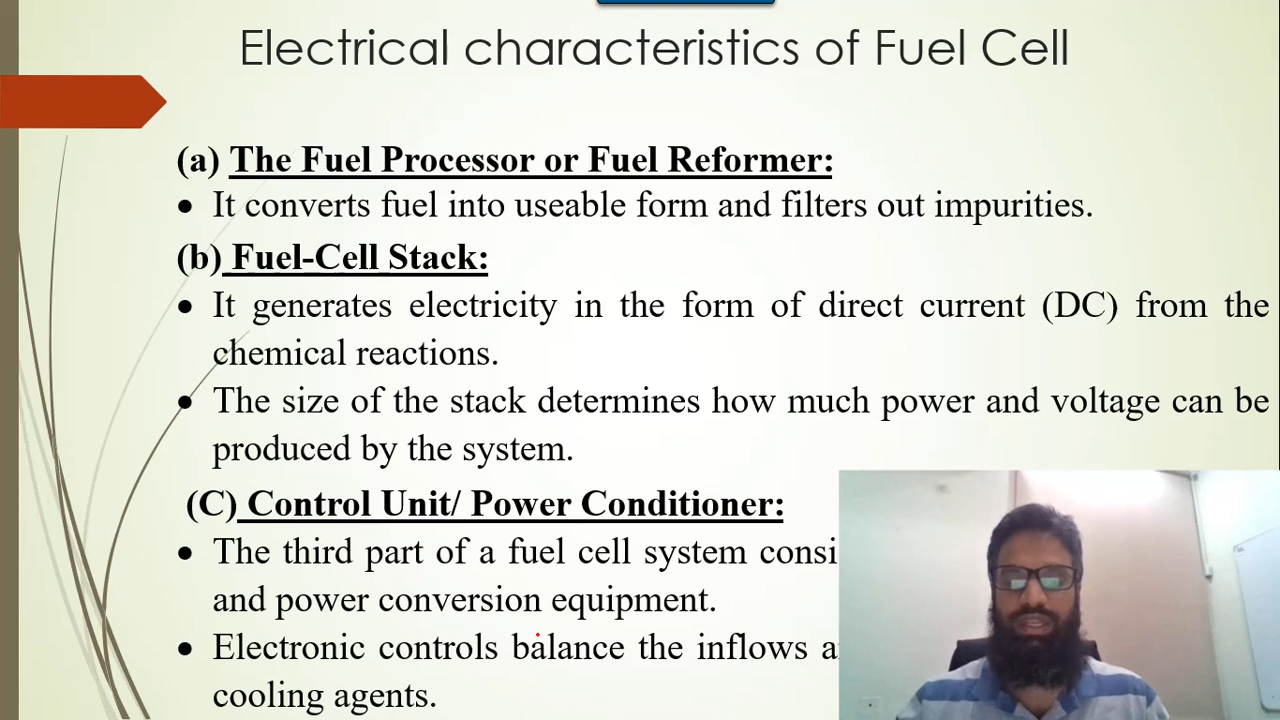 Electrical characteristics of Fuel Cell
(a) The Fuel Processor or Fuel Reformer:
• It converts fuel into useable form and filters out impurities.
(b) Fuel-Cell Stack:
• It generates electricity in the form of direct current (DC) from the
chemical reactions.
• The size of the stack determines how much power and voltage can be
produced by the system.
(C) Control Unit/ Power Conditioner:
• The third part of a fuel cell system consi
and power conversion equipment.
• Electronic controls balance the inflows a
cooling agents.